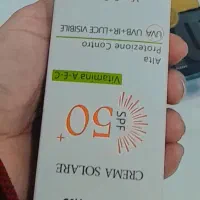 CREMA SOLARE
SPF 50+
Vitamina A-E-C
Alta
Protezione Contro
UVA UVB+IR+LUCE VISIBILE